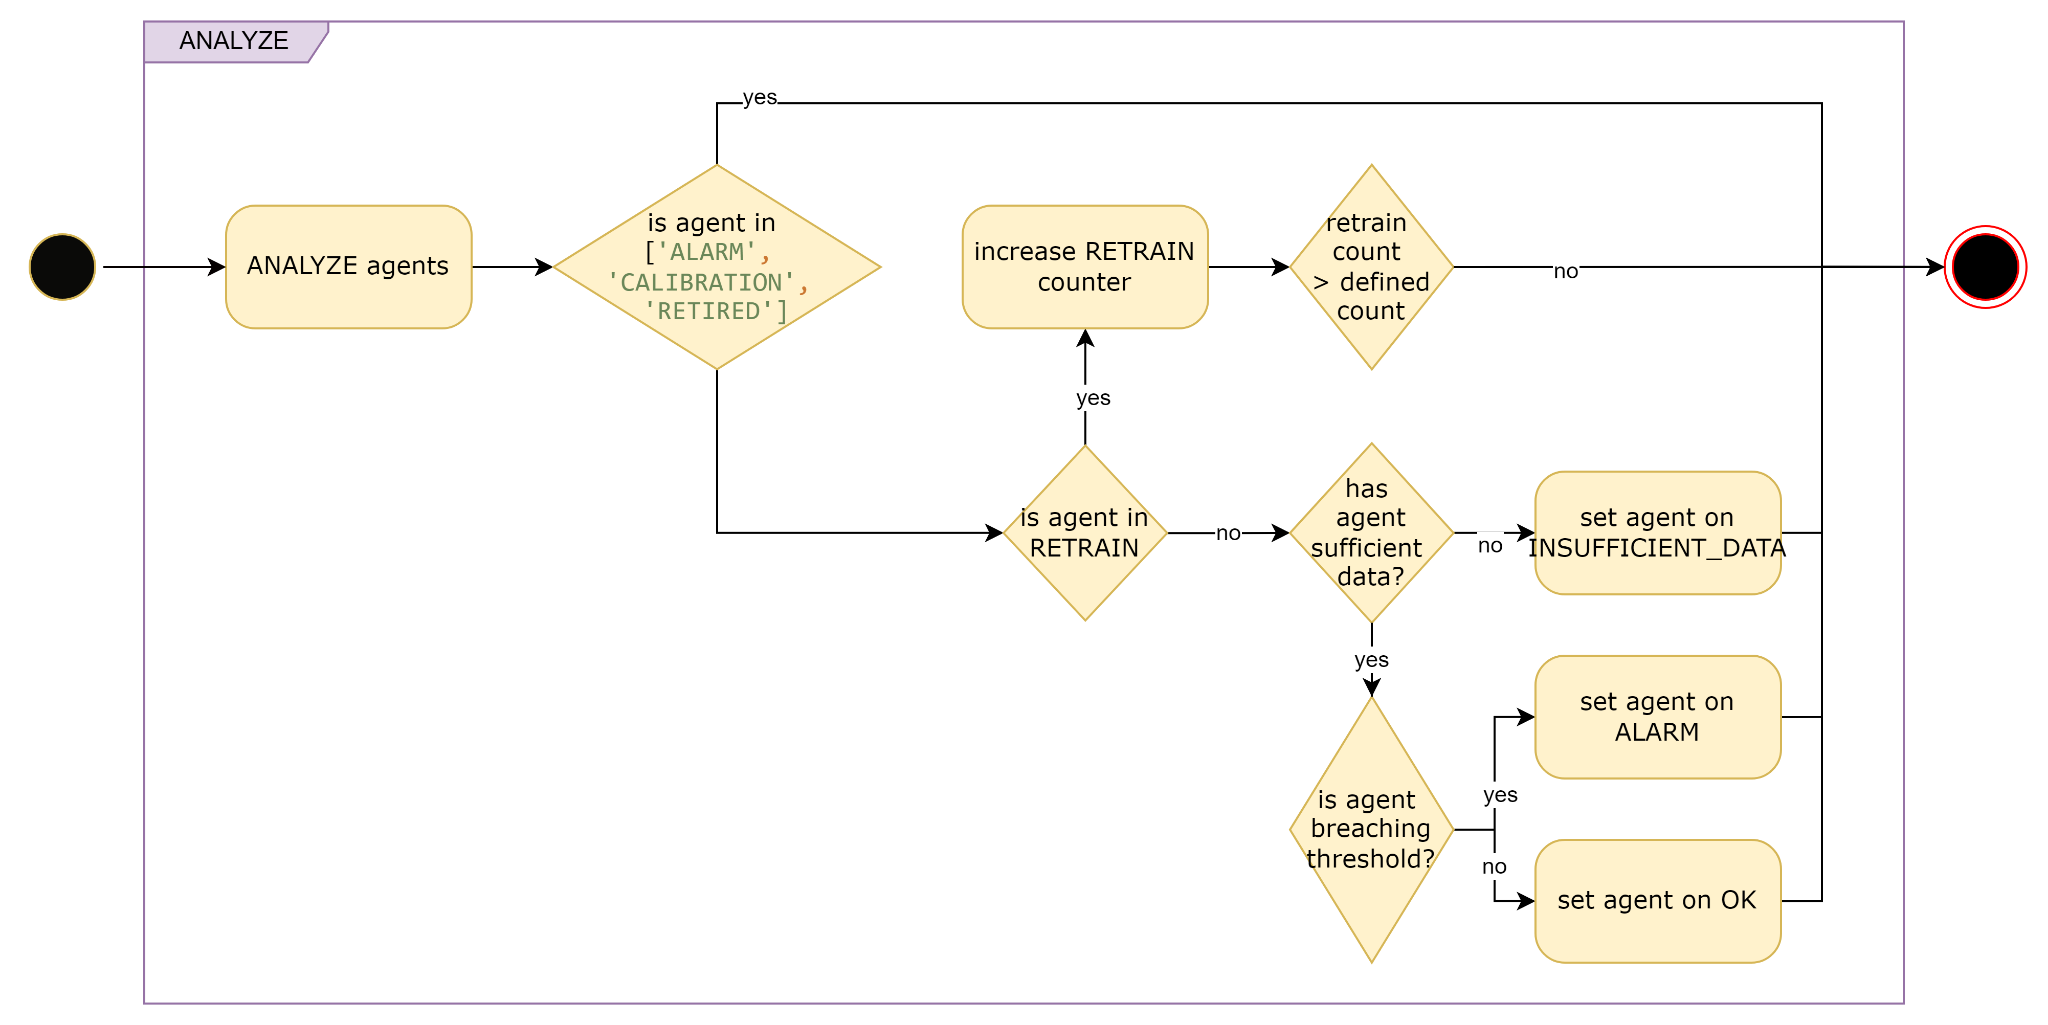 ANALYZE
yes
ANALYZE agents
is agent in
['ALARM',
'CALIBRATION',
'RETIRED']
increase RETRAIN
counter
retrain
count
> defined
count
no
yes
is agent in
RETRAIN
no
has
agent
sufficient
data?
no
set agent on
INSUFFICIENT_DATA
yes
is agent
breaching
threshold?
yes
no
set agent on
ALARM
set agent on OK